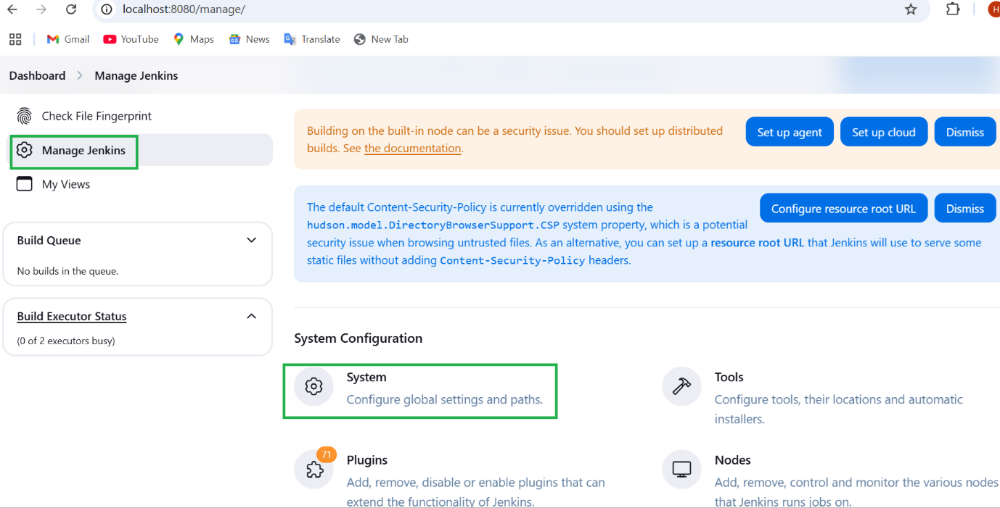 localhost:8080/manage/
H
Gmail
YouTube
Maps
News
Translate
New Tab
Dashboard
Manage Jenkins
Check File Fingerprint
Manage Jenkins
My Views
Build Queue
No builds in the queue.
Build Executor Status
(0 of 2 executors busy)
Building on the built-in node can be a security issue. You should set up distributed
builds. See the documentation.
Set up agent
Set up cloud
Dismiss
The default Content-Security-Policy is currently overridden using the
hudson.model.DirectoryBrowserSupport.CSP system property, which is a potential
security issue when browsing untrusted files. As an alternative, you can set up a resource root URL that Jenkins will use to serve some
static files without adding Content-Security-Policy headers.
Configure resource root URL
Dismiss
System Configuration
System
Configure global settings and paths.
Tools
Configure tools, their locations and automatic
installers.
71
Plugins
Add, remove, disable or enable plugins that can
extend the functionality of Jenkins.
Nodes
Add, remove, control and monitor the various nodes
that Jenkins runs jobs on.